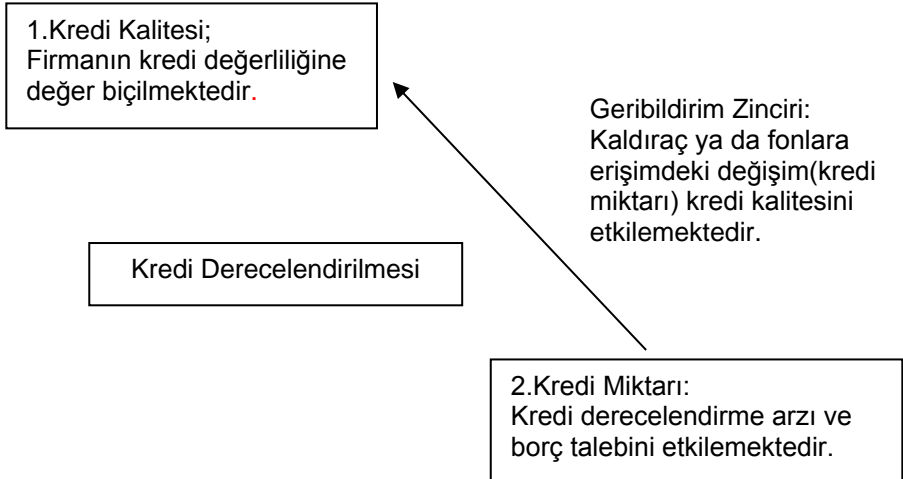 1.Kredi Kalitesi;
Firmanın kredi değerliliğine
değer biçilmektedir.
Geribildirim Zinciri:
Kaldıraç ya da fonlara
erişimdeki değişim(kredi
miktarı) kredi kalitesini
etkilemektedir.
Kredi Derecelendirilmesi
2.Kredi Miktarı:
Kredi derecelendirme arzı ve
borç talebini etkilemektedir.